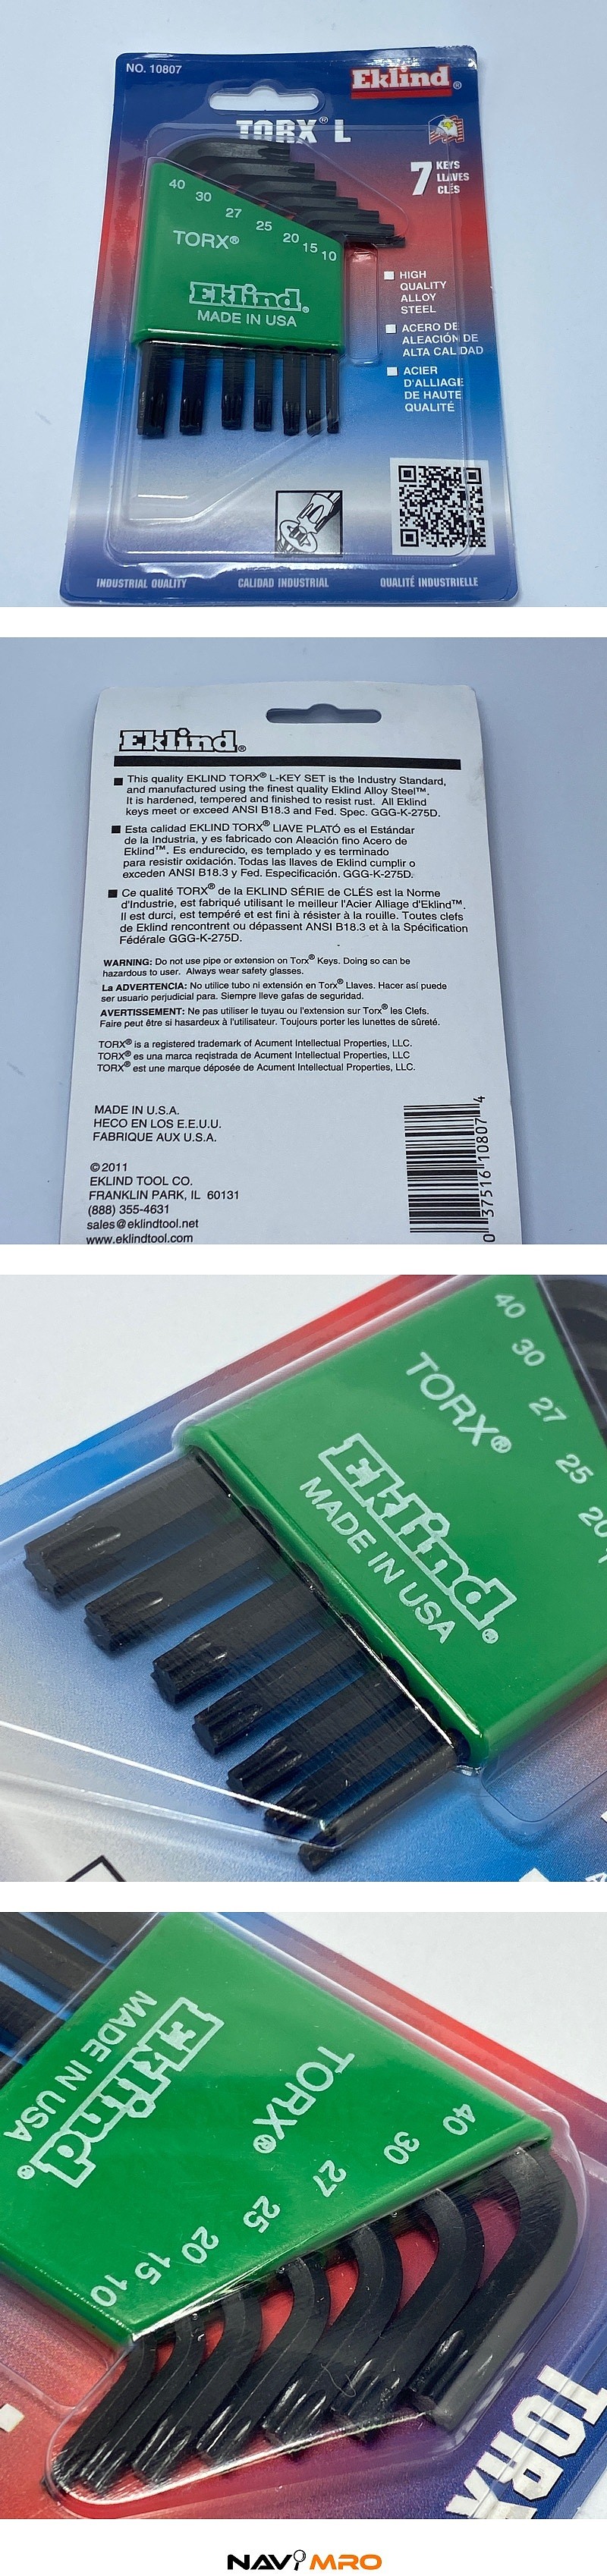 NO. 10807
Eklind®
TORX® L
7 KEYS
LLAVES
CLÉS
40
30
27
25
20
15
10
TORX®
Eklind®
MADE IN USA
HIGH
QUALITY
ALLOY
STEEL
ACERO DE
ALEACIÓN DE
ALTA CALIDAD
ACIER
D'ALLIAGE
DE HAUTE
QUALITÉ
INDUSTRIAL QUALITY CALIDAD INDUSTRIAL QUALITÉ INDUSTRIELLE
Eklind®
This quality EKLIND TORX® L-KEY SET is the Industry Standard,
and manufactured using the finest quality Eklind Alloy Steel™.
It is hardened, tempered and finished to resist rust. All Eklind
keys meet or exceed ANSI B18.3 and Fed. Spec. GGG-K-275D.
Esta calidad EKLIND TORX® LIAVE PLATÓ es el Estándar
de la Industria, y es fabricado con Aleación fino Acero de
Eklind™. Es endurecido, es templado y es terminado
para resistir oxidación. Todas las llaves de Eklind cumplir o
exceden ANSI B18.3 y Fed. Especificación. GGG-K-275D.
Ce qualité TORX® de la EKLIND SÉRIE de CLÉS est la Norme
d'Industrie, est fabriqué utilisant le meilleur l'Acier Alliage d'Eklind™.
Il est durci, est tempéré et est fini à résister à la rouille. Toutes clefs
de Eklind rencontrent ou dépassent ANSI B18.3 et à la Spécification
Fédérale GGG-K-275D.
WARNING: Do not use pipe or extension on Torx® Keys. Doing so can be
hazardous to user. Always wear safety glasses.
La ADVERTENCIA: No utilice tubo ni extensión en Torx® Llaves. Hacer así puede
ser usuario perjudicial para. Siempre lleve gafas de seguridad.
AVERTISSEMENT: Ne pas utiliser le tuyau ou l'extension sur Torx® les Clefs.
Faire peut être si hasardeux à l'utilisateur. Toujours porter les lunettes de sûreté.
TORX® is a registered trademark of Acument Intellectual Properties, LLC.
TORX® es una marca reqistrada de Acument Intellectual Properties, LLC
TORX® est une marque déposée de Acument Intellectual Properties, LLC.
MADE IN U.S.A.
HECO EN LOS E.E.U.U.
FABRIQUE AUX U.S.A.
©2011
EKLIND TOOL CO.
FRANKLIN PARK, IL 60131
(888) 355-4631
sales@eklindtool.net
www.eklindtool.com
0 37516 10807 4
40
30
27
25
20
TORX®
Eklind®
MADE IN USA
MADE IN USA
Eklind®
TORX®
40
30
27
25
20
15
10
TORX
NAVIMRO